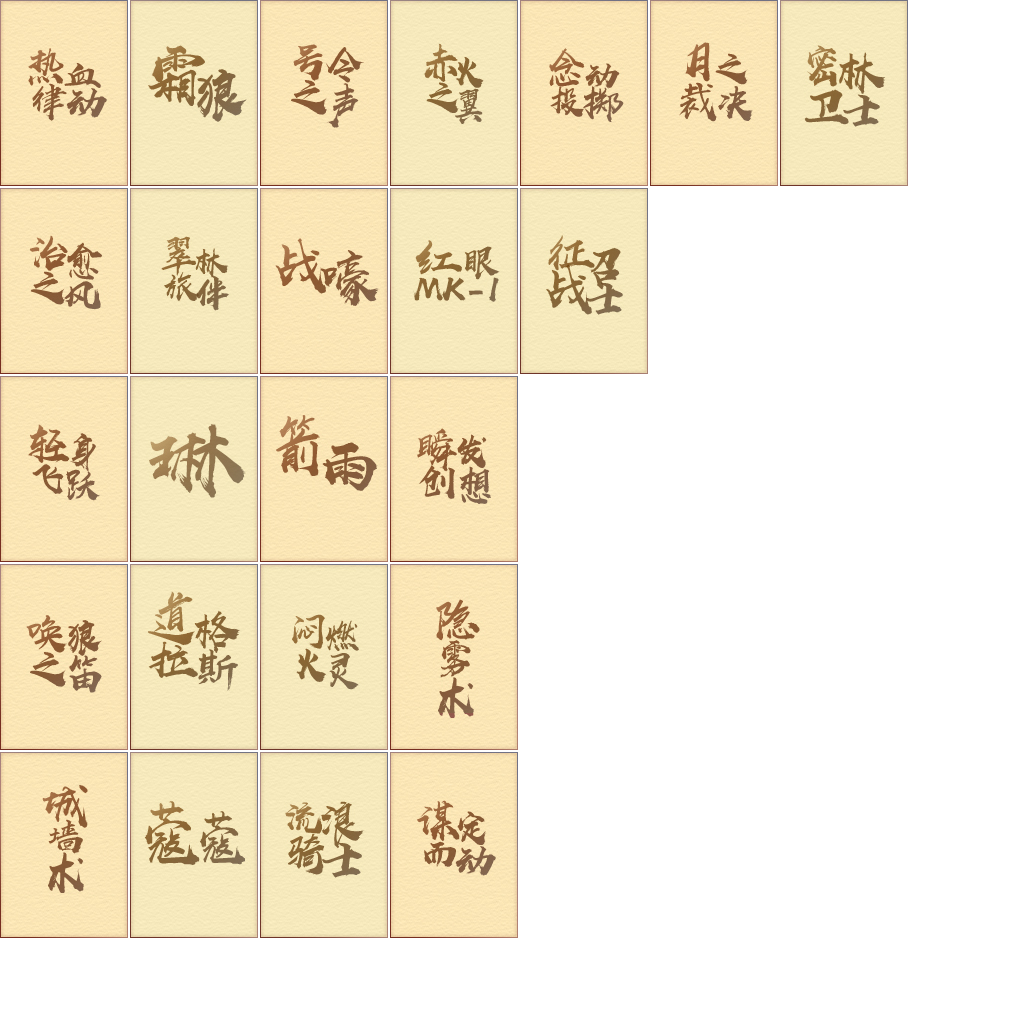 热血
律动
霜狼
号令
之声
赤火
之翼
念动
投掷
月之
裁决
密林
卫士
治愈
之风
翠林
旅伴
战嚎
红眼
MK-1
征召
战士
轻身
飞跃
琳
箭雨
瞬发
创想
唤狼
之笛
道格
拉斯
闷燃
火灵
隐雾术
城墙术
蔻蔻
流浪
骑士
谋定
而动